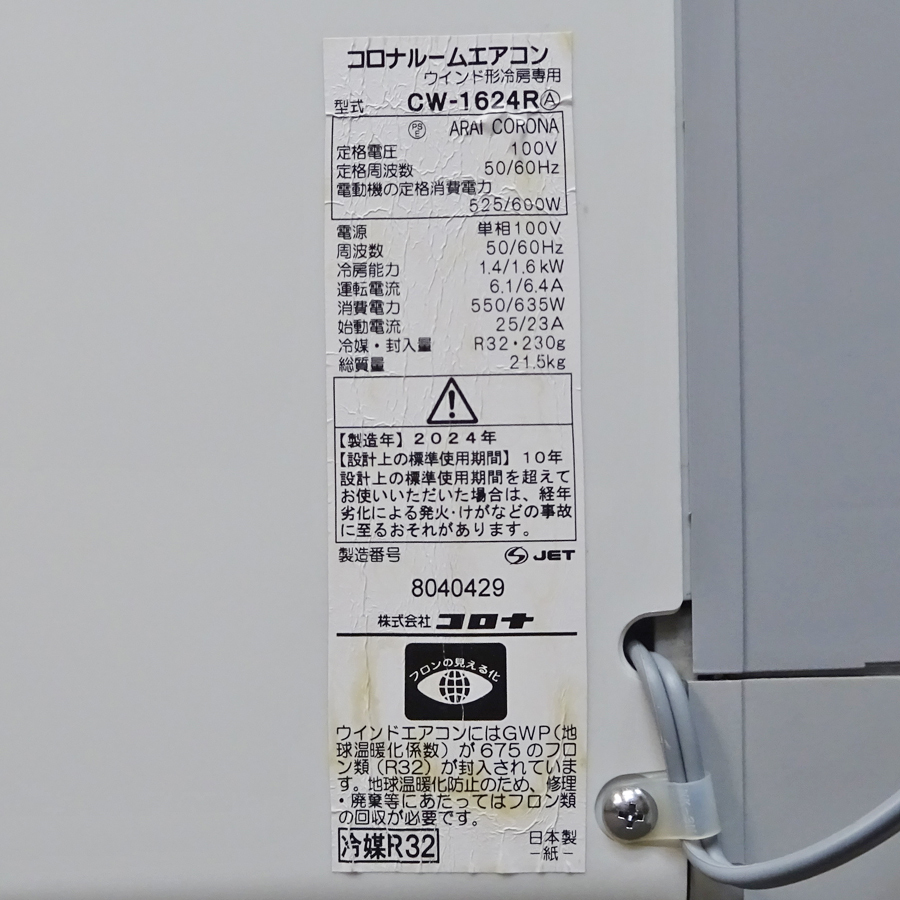 コロナルームエアコン
ウインド形冷房専用
型式 CW-1624RⒶ
PSE ARAI CORONA
定格電圧 100V
定格周波数 50/60Hz
電動機の定格消費電力
525/600W
電源 単相100V
周波数 50/60Hz
冷房能力 1.4/1.6kW
運転電流 6.1/6.4A
消費電力 550/635W
始動電流 25/23A
冷媒・封入量 R32・230g
総質量 21.5kg
【製造年】2024年
【設計上の標準使用期間】10年
設計上の標準使用期間を超えて
お使いいただいた場合は、経年
劣化による発火・けがなどの事故
に至るおそれがあります。
製造番号 JET
8040429
株式会社 コロナ
フロンの見える化
ウインドエアコンにはGWP(地
球温暖化係数)が675のフロ
ン類(R32)が封入されていま
す。地球温暖化防止のため、修理
・廃棄等にあたってはフロン類
の回収が必要です。
冷媒R32 日本製
－紙－